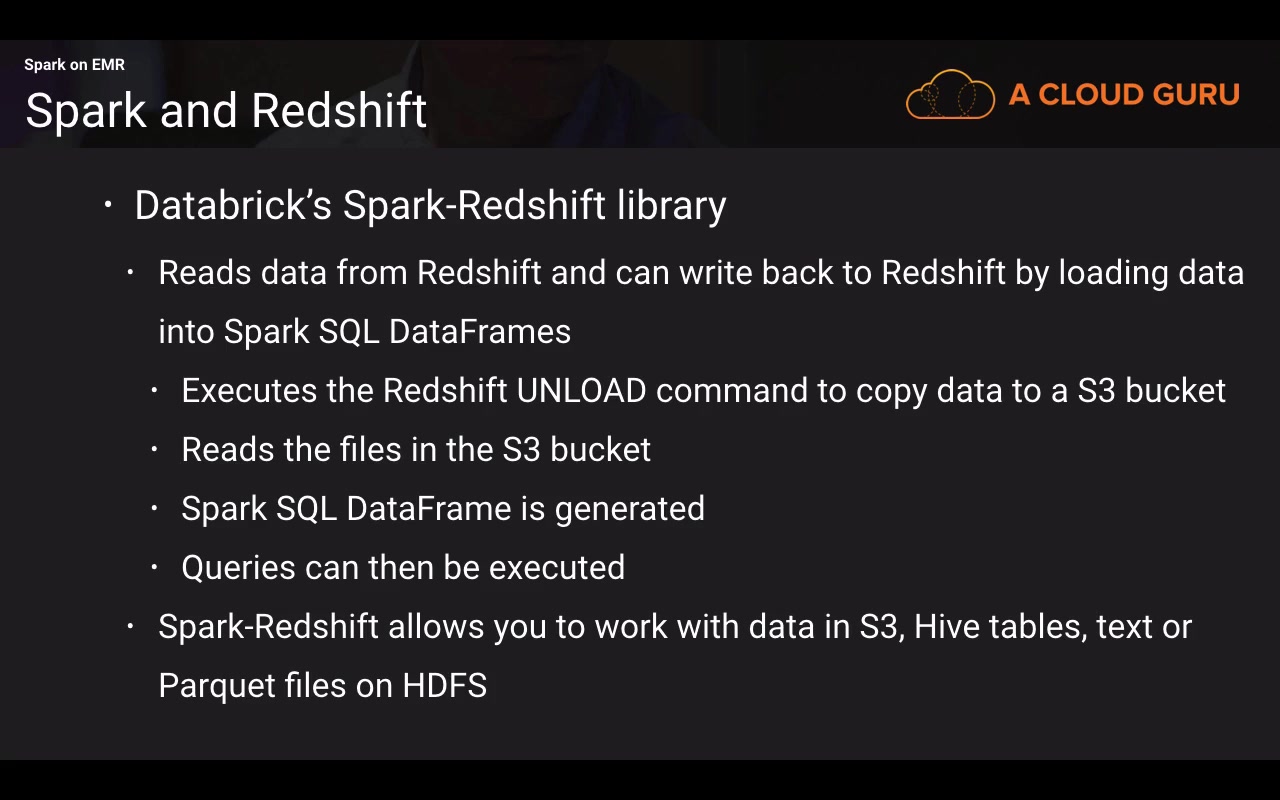 Spark on EMR
Spark and Redshift
A CLOUD GURU
• Databrick’s Spark-Redshift library
• Reads data from Redshift and can write back to Redshift by loading data
into Spark SQL DataFrames
• Executes the Redshift UNLOAD command to copy data to a S3 bucket
• Reads the files in the S3 bucket
• Spark SQL DataFrame is generated
• Queries can then be executed
• Spark-Redshift allows you to work with data in S3, Hive tables, text or
Parquet files on HDFS